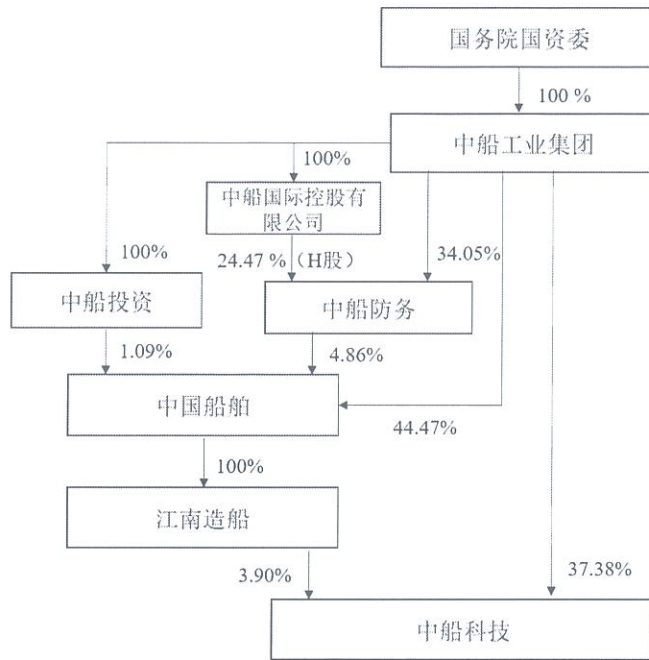 国务院国资委
100 %
中船工业集团
100%
中船国际控股有
限公司
100%
24.47 %（H股）
34.05%
中船投资
中船防务
1.09%
4.86%
中国船舶
44.47%
100%
江南造船
3.90%
37.38%
中船科技